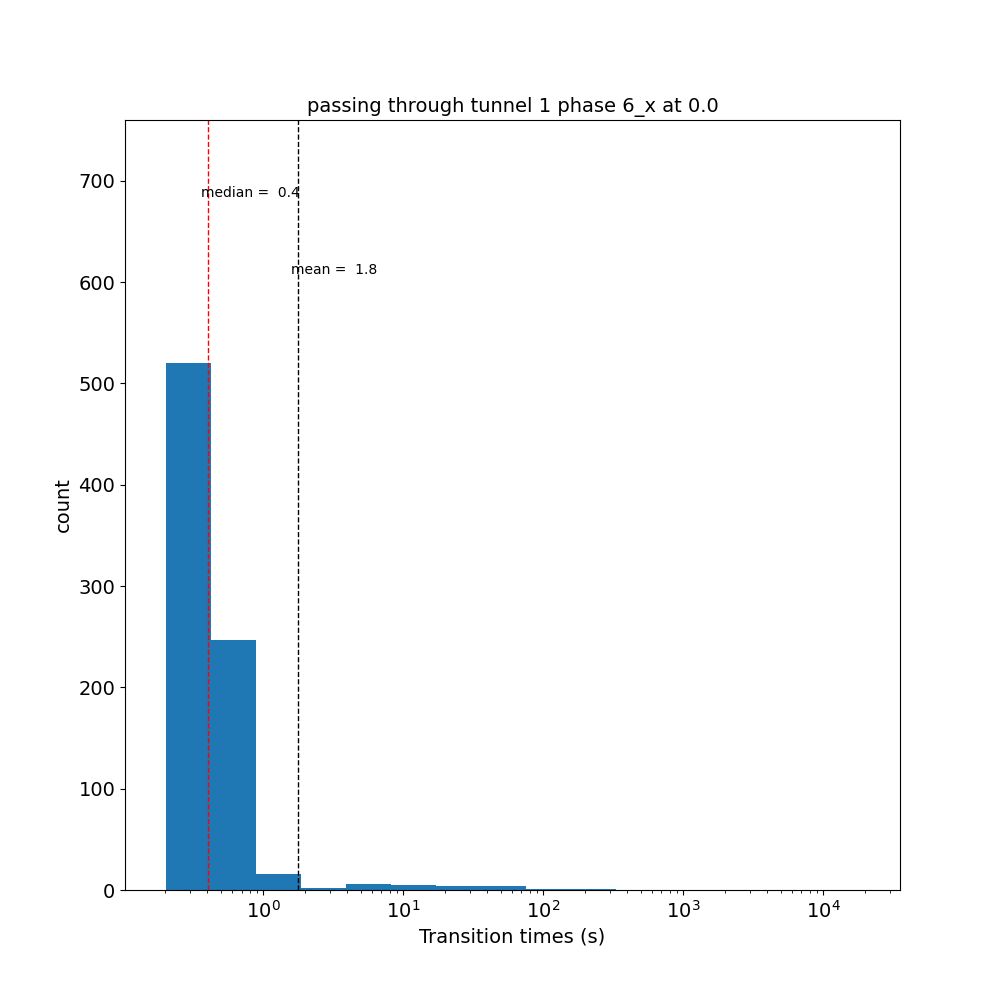 passing through tunnel 1 phase 6_x at 0.0
700
median =  0.4
mean =  1.8
600
500
400
count
300
200
100
0
10^0 10^1 10^2 10^3 10^4
Transition times (s)